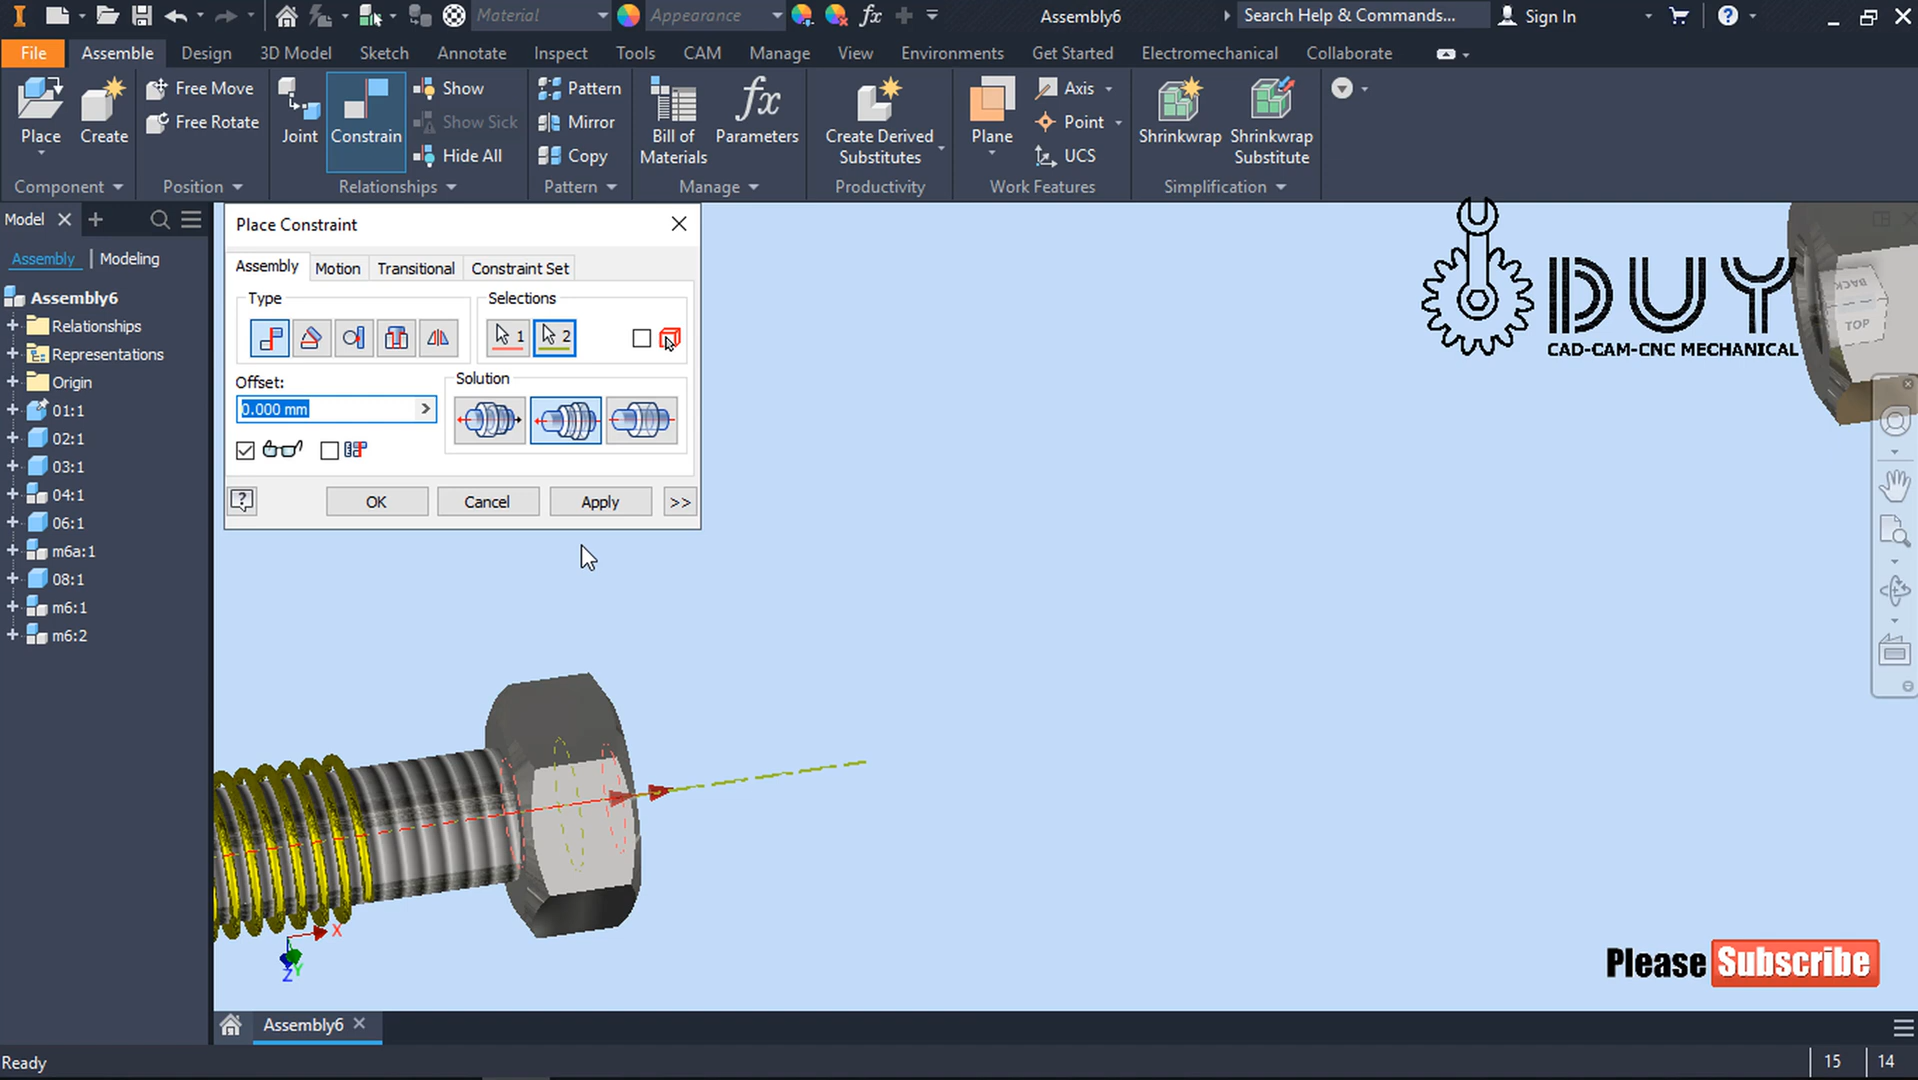 Material
Appearance
Assembly6
Search Help & Commands...
Sign In
File
Assemble
Design
3D Model
Sketch
Annotate
Inspect
Tools
CAM
Manage
View
Environments
Get Started
Electromechanical
Collaborate
Place
Create
Free Move
Free Rotate
Joint
Constrain
Show
Show Sick
Hide All
Pattern
Mirror
Copy
Bill of
Materials
fx
Parameters
Create Derived
Substitutes
Plane
Axis
Point
UCS
Shrinkwrap
Shrinkwrap
Substitute
Component
Position
Relationships
Pattern
Manage
Productivity
Work Features
Simplification
Model
Assembly
Modeling
Assembly6
Relationships
Representations
Origin
01:1
02:1
03:1
04:1
06:1
m6a:1
08:1
m6:1
m6:2
Place Constraint
Assembly
Motion
Transitional
Constraint Set
Type
Selections
1
2
Offset:
0.000 mm
Solution
OK
Cancel
Apply
>>
DUY
CAD-CAM-CNC MECHANICAL
BACK
TOP
X
Y
Z
Please Subscribe
Assembly6
Ready
15
14